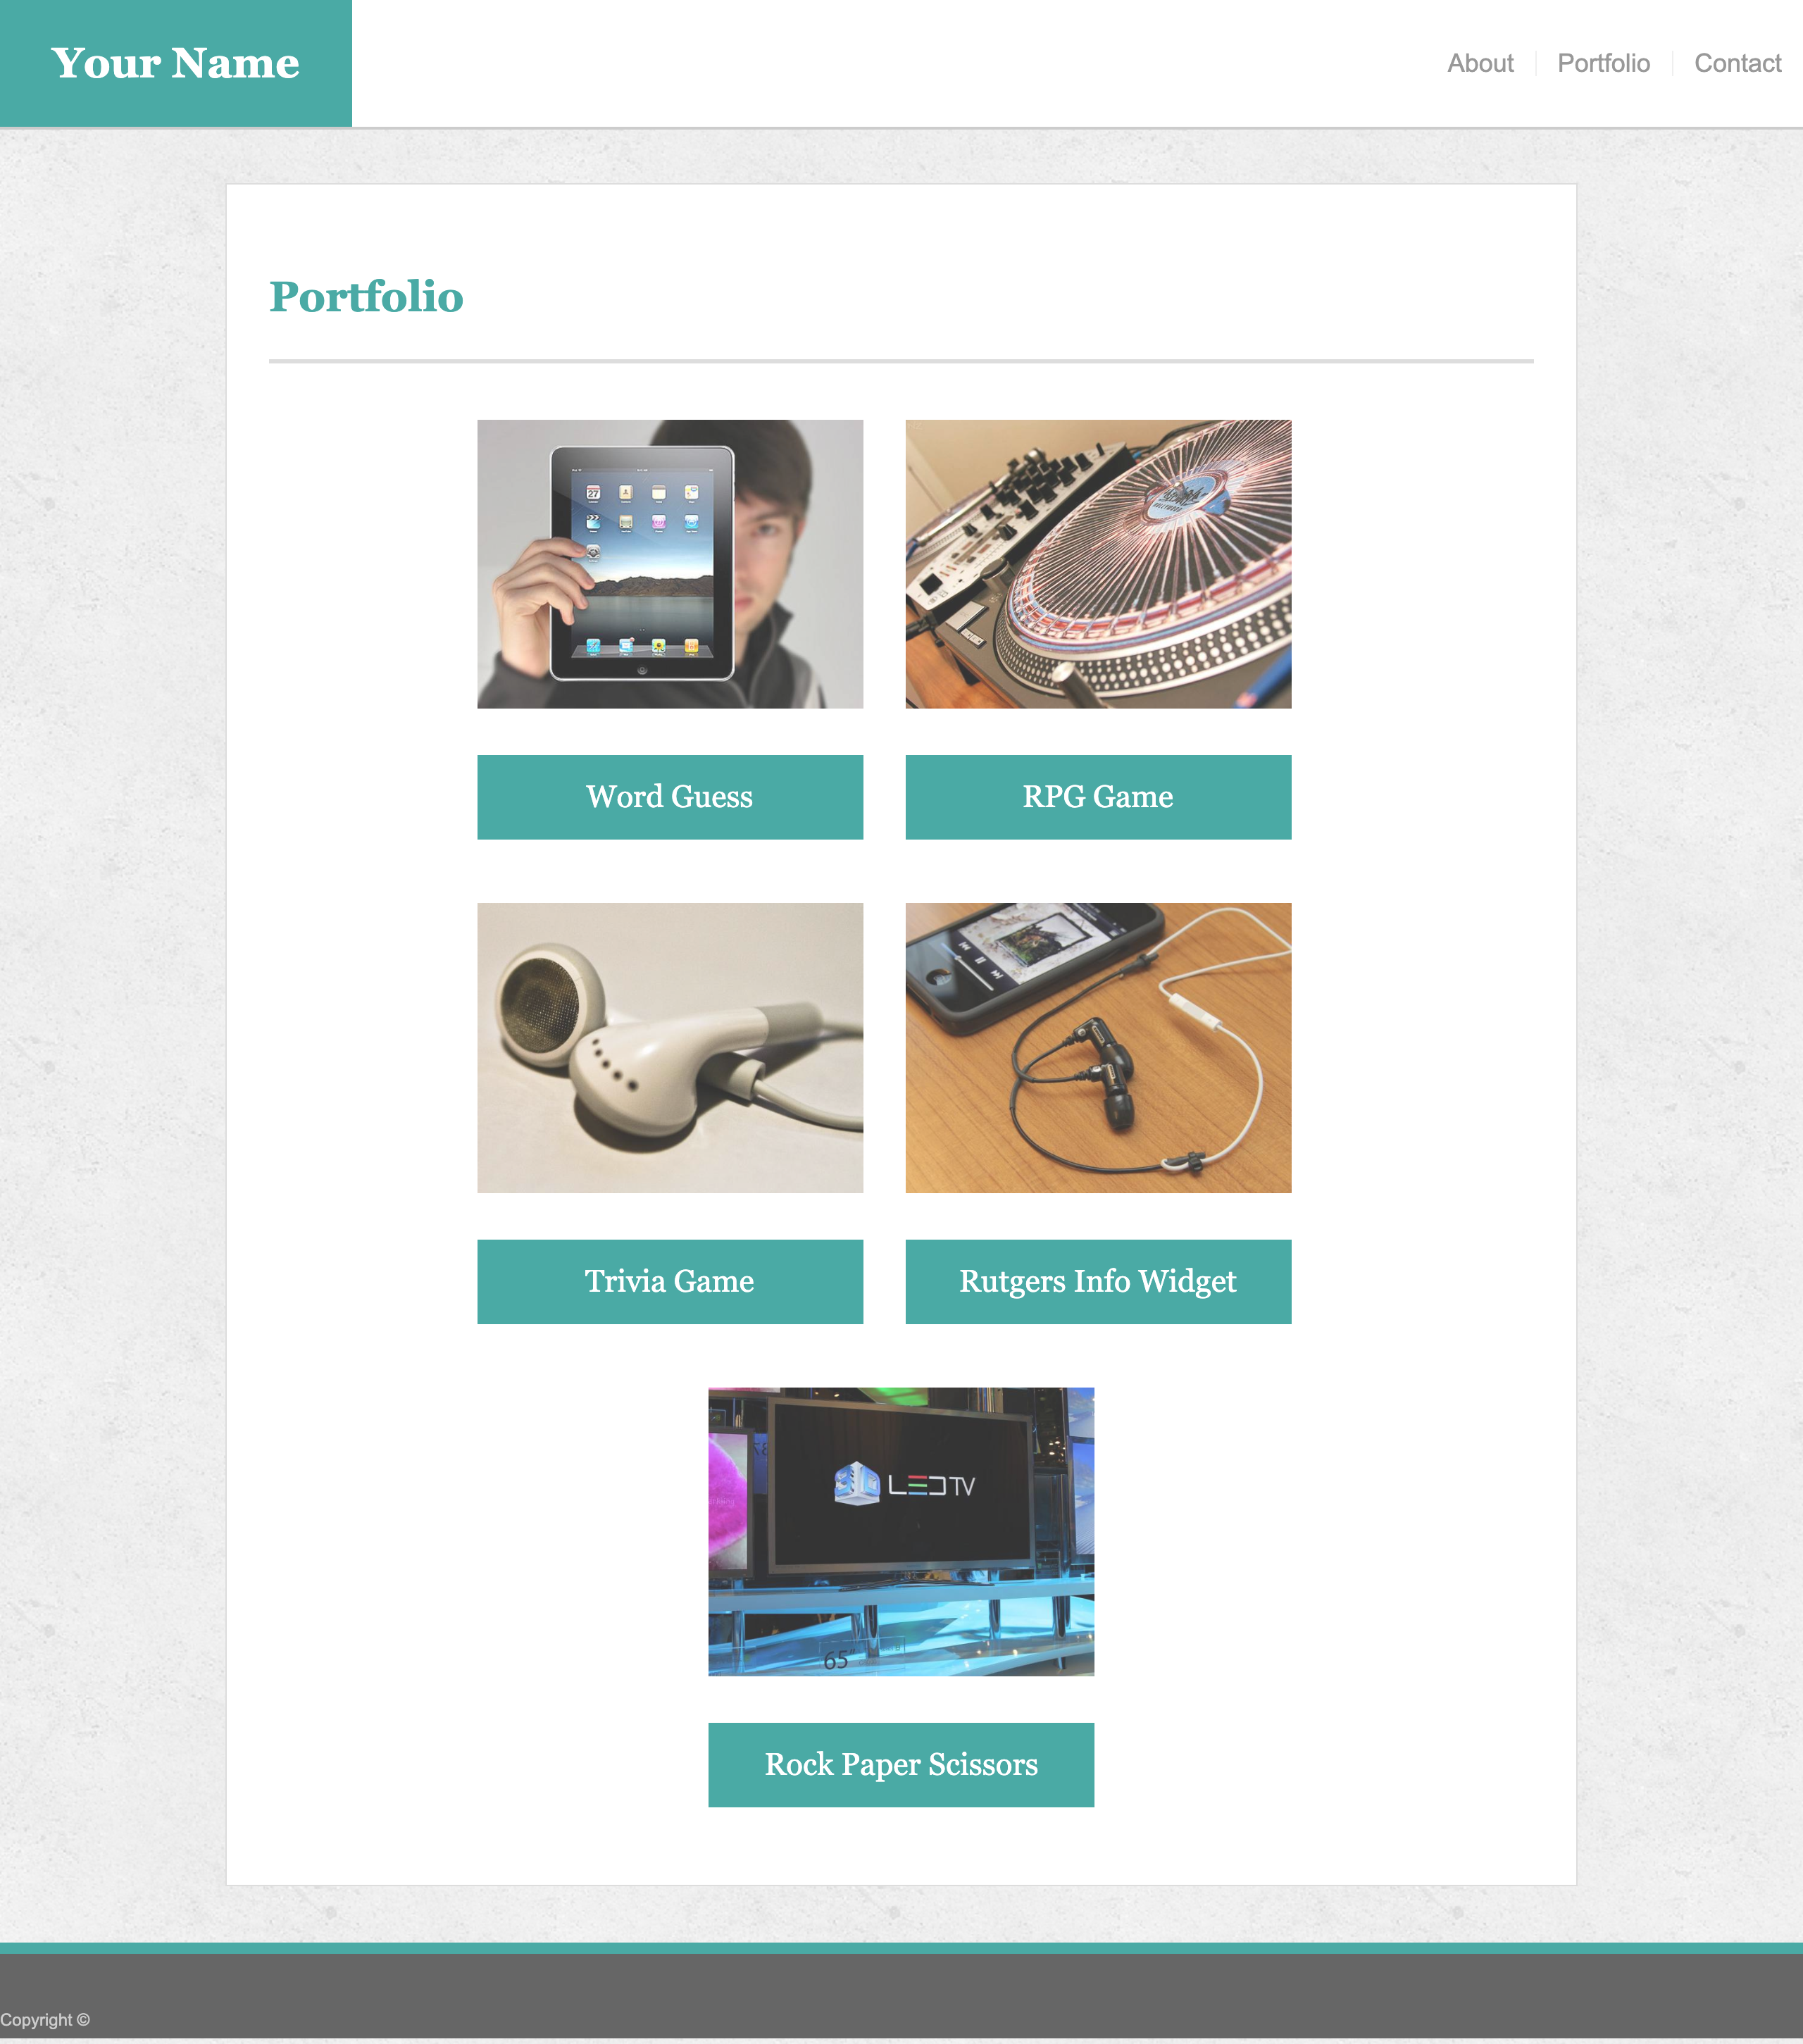 Your Name
About
Portfolio
Contact
Portfolio
27
Word Guess
RPG Game
Trivia Game
Rutgers Info Widget
3D LED TV
65"
Rock Paper Scissors
Copyright ©